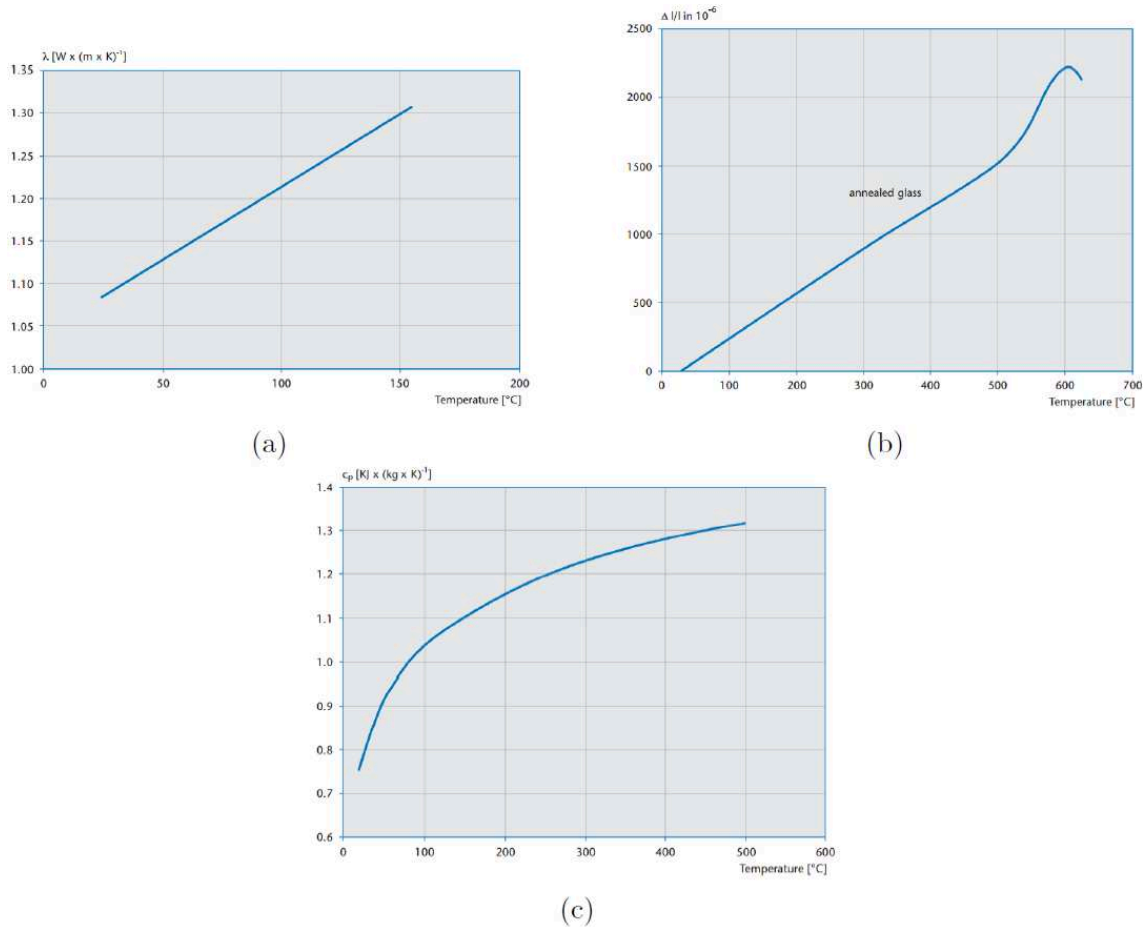 λ [W x (m x K)⁻¹]
1.35
1.30
1.25
1.20
1.15
1.10
1.05
1.00
0 50 100 150 200
Temperature [°C]
(a)
Δ l/l in 10⁻⁶
2500
2000
1500
annealed glass
1000
500
0
0 100 200 300 400 500 600 700
Temperature [°C]
(b)
cₚ [KJ x (kg x K)⁻¹]
1.4
1.3
1.2
1.1
1.0
0.9
0.8
0.7
0.6
0 100 200 300 400 500 600
Temperature [°C]
(c)